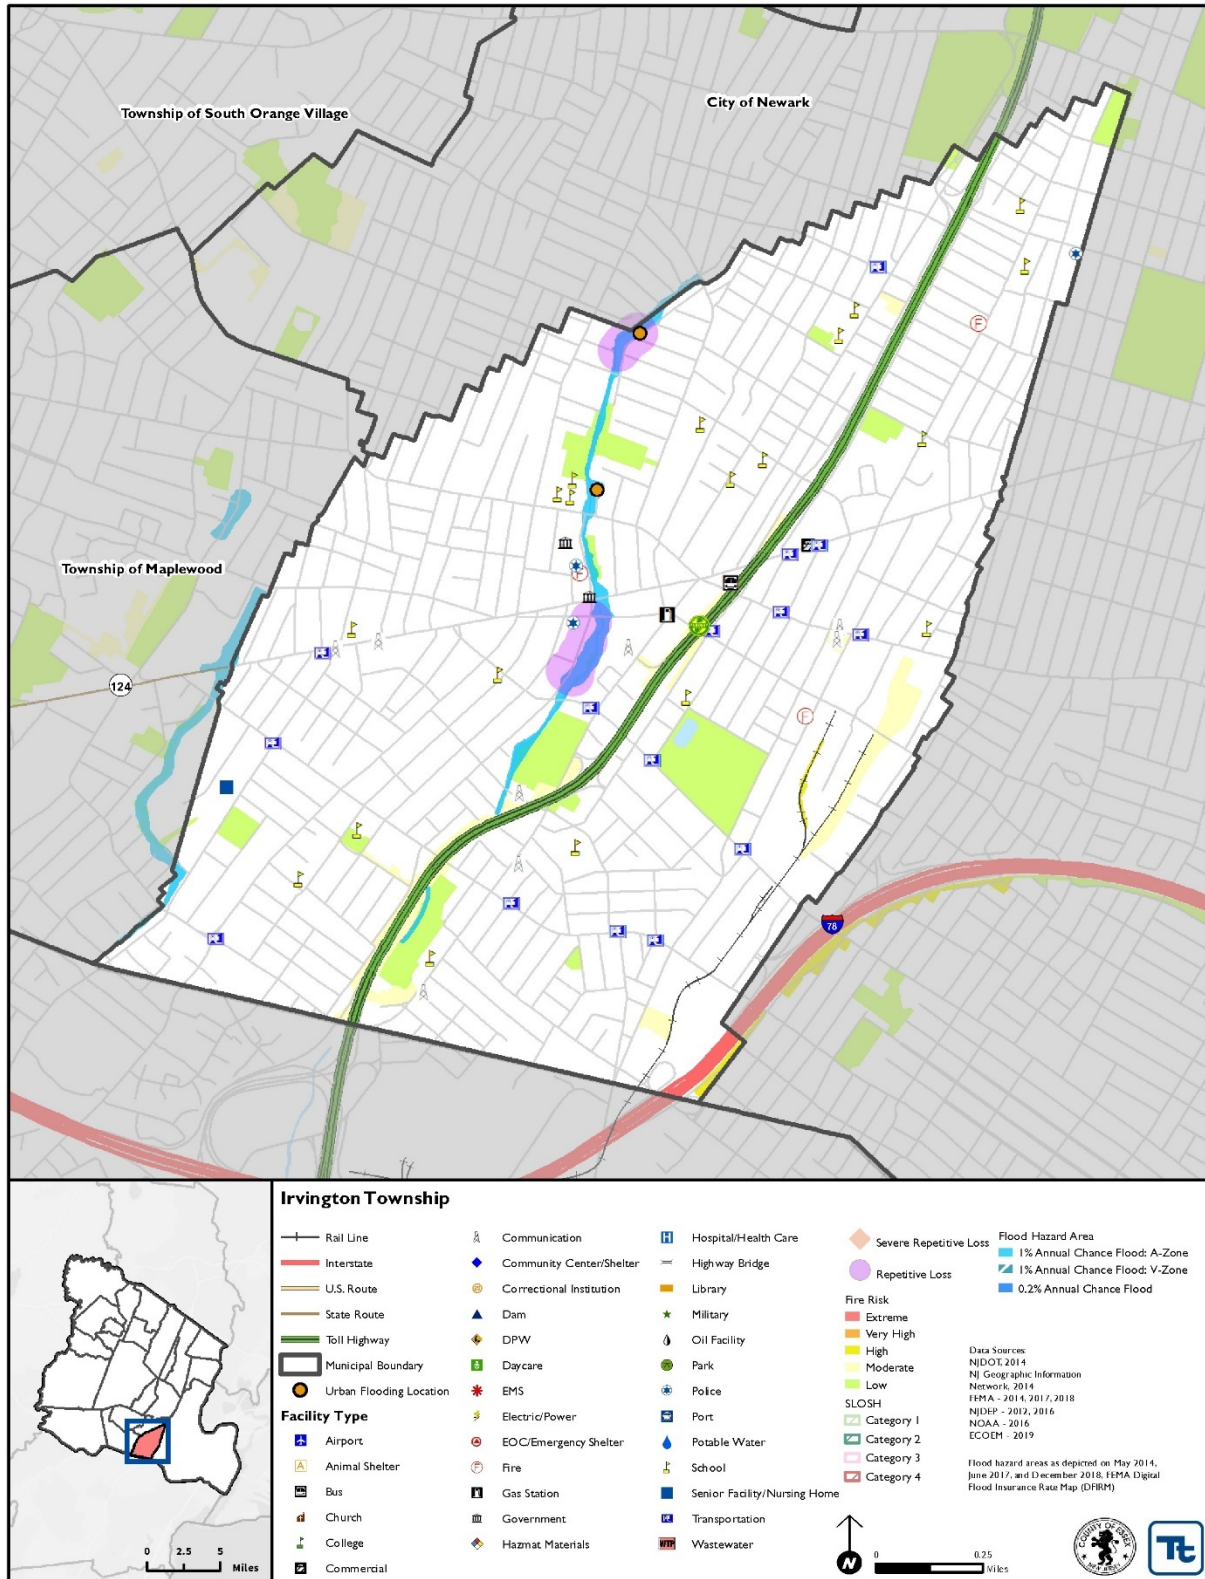 Township of South Orange Village
City of Newark
Township of Maplewood
124
F
F
F
78
Irvington Township
Rail Line
Interstate
U.S. Route
State Route
Toll Highway
Municipal Boundary
Urban Flooding Location
Facility Type
Airport
Animal Shelter
Bus
Church
College
Commercial
Communication
Community Center/Shelter
Correctional Institution
Dam
DPW
Daycare
EMS
Electric/Power
EOC/Emergency Shelter
Fire
Gas Station
Government
Hazmat Materials
Hospital/Health Care
Highway Bridge
Library
Military
Oil Facility
Park
Police
Port
Potable Water
School
Senior Facility/Nursing Home
Transportation
WTP Wastewater
Severe Repetitive Loss
Repetitive Loss
Fire Risk
Extreme
Very High
High
Moderate
Low
SLOSH
Category 1
Category 2
Category 3
Category 4
Flood Hazard Area
1% Annual Chance Flood: A-Zone
1% Annual Chance Flood: V-Zone
0.2% Annual Chance Flood
Data Sources:
NJDOT, 2014
NJ Geographic Information
Network, 2014
FEMA - 2014, 2017, 2018
NJDEP - 2012, 2016
NOAA - 2016
ECOEM - 2019
Flood hazard areas as depicted on May 2014,
June 2017, and December 2018, FEMA Digital
Flood Insurance Rate Map (DFIRM)
0 2.5 5
Miles
N
0 0.25
Miles
COUNTY OF ESSEX
NEW JERSEY
Tt